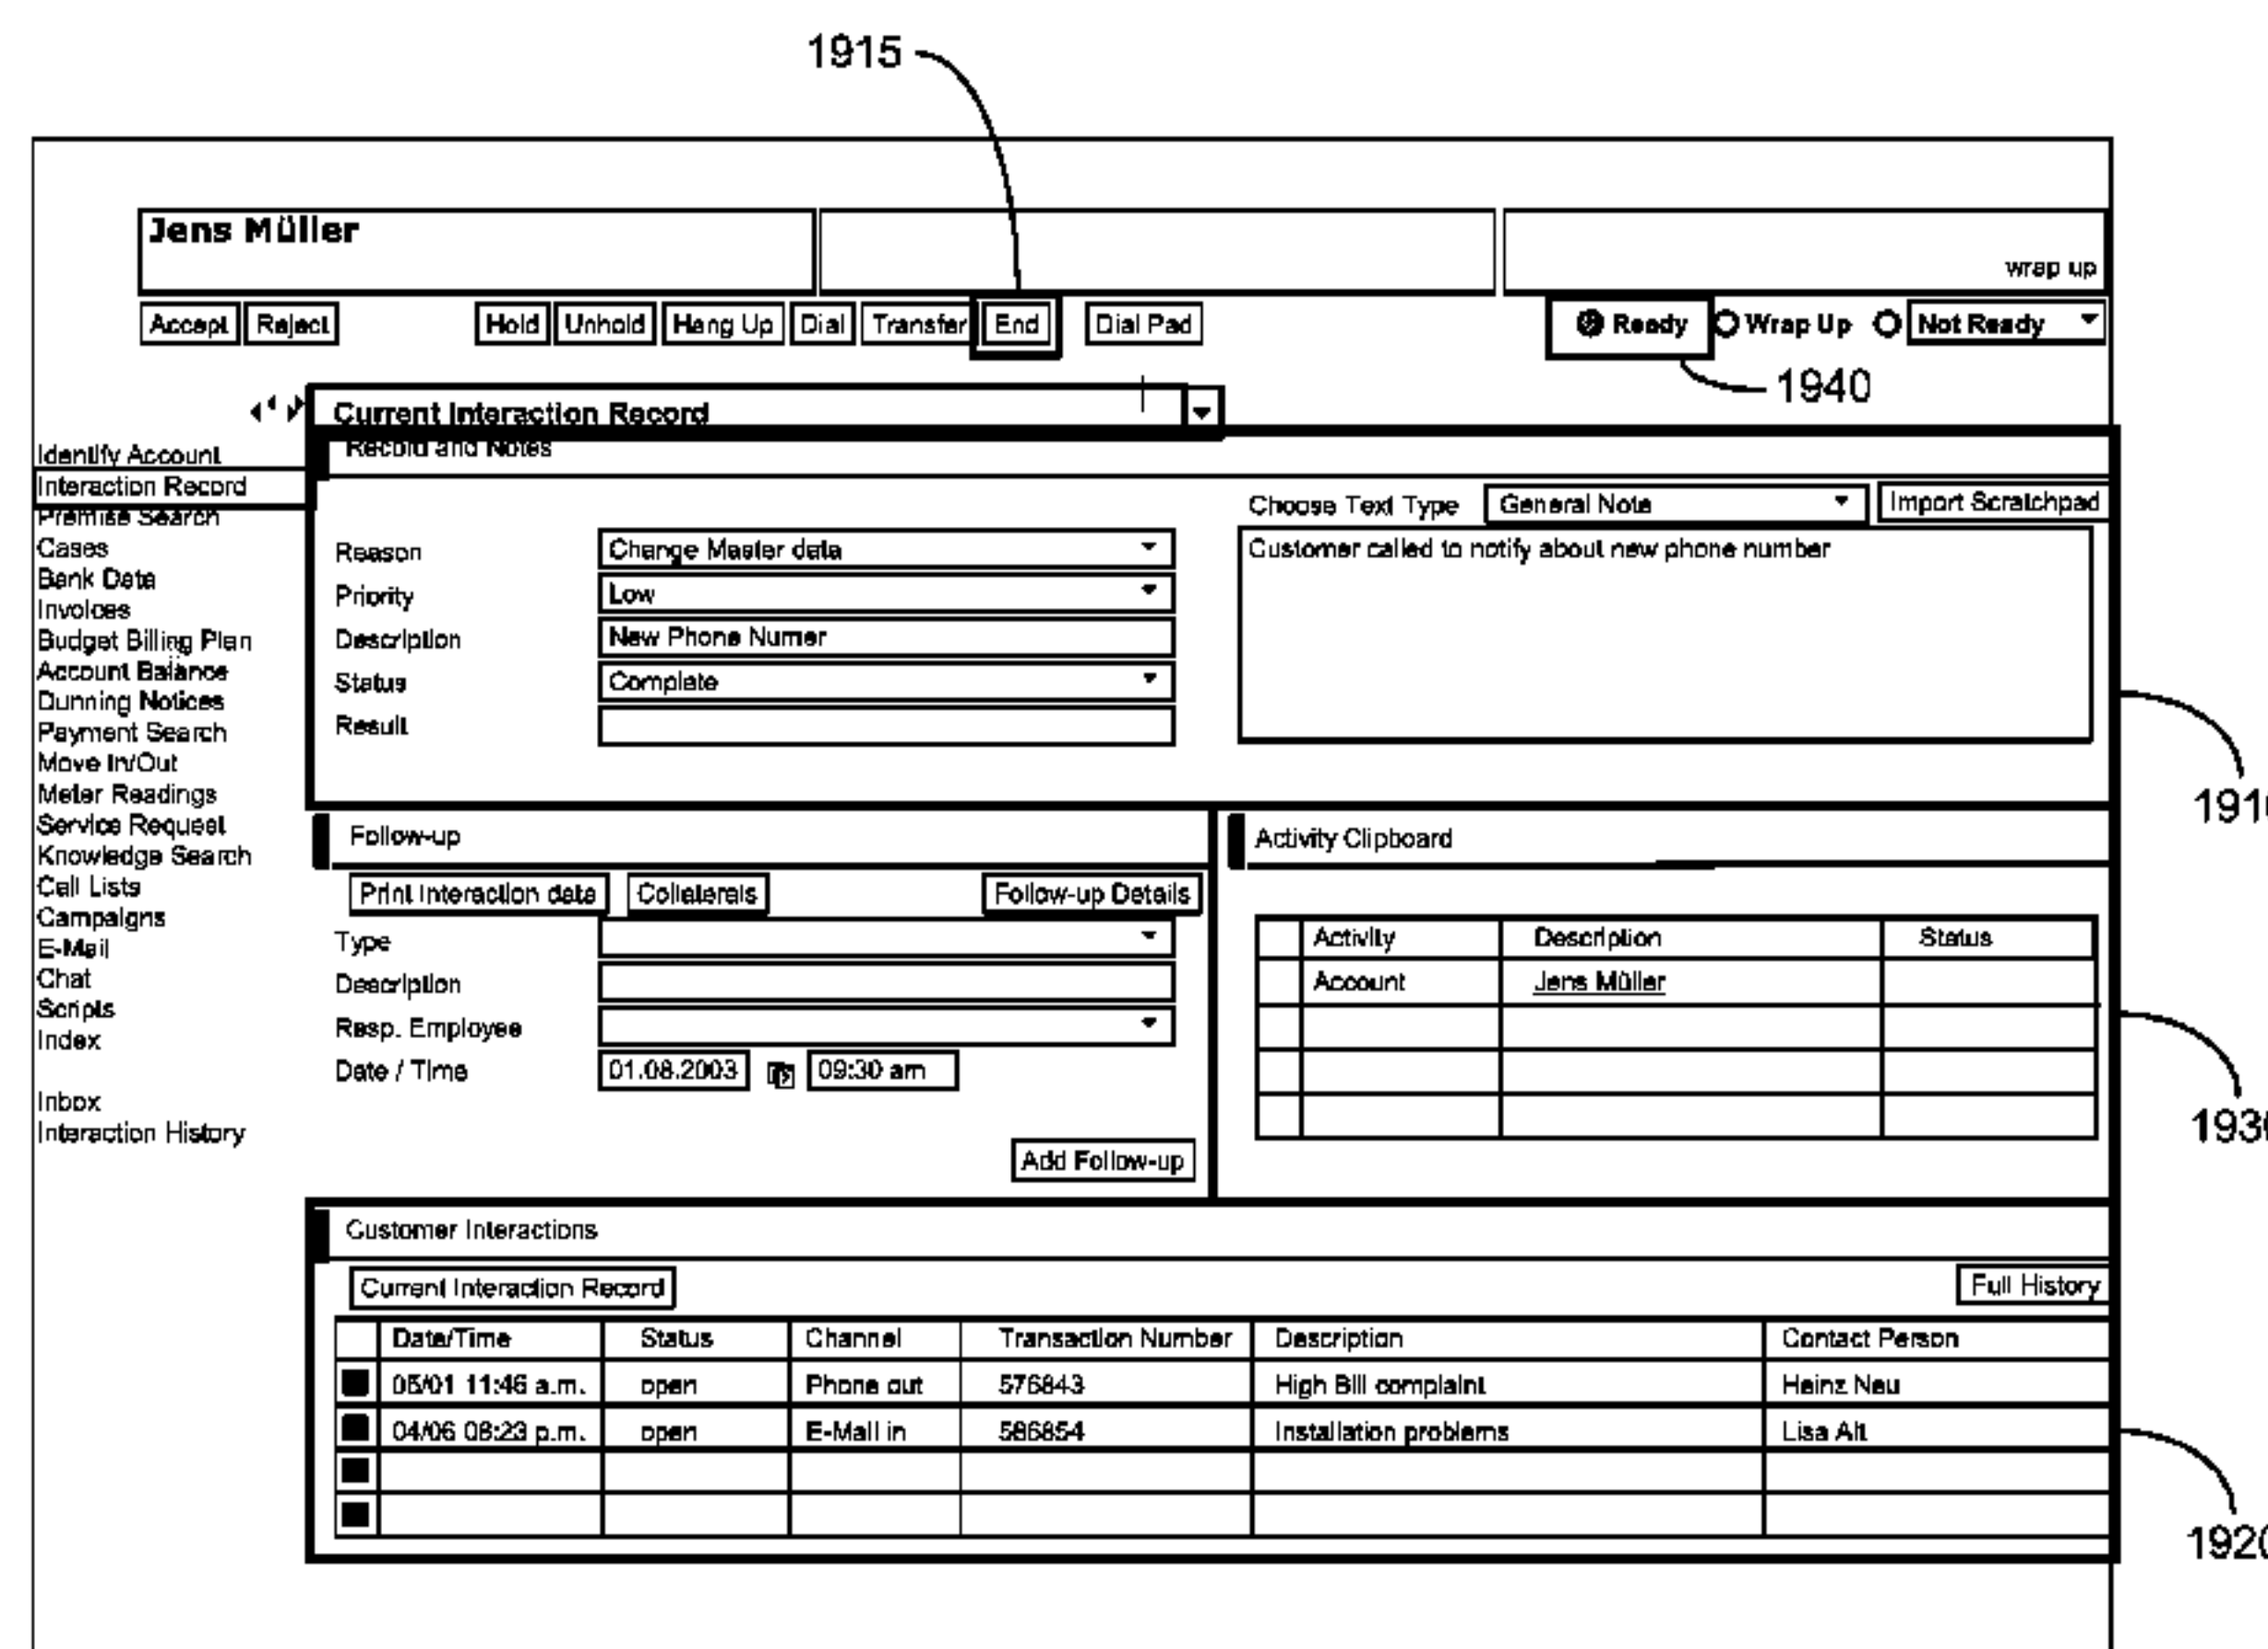 1915
Jens Müller
wrap up
Accept Reject Hold Unhold Hang Up Dial Transfer End Dial Pad Ready Wrap Up Not Ready
1940
Current Interaction Record
Record and Notes
Identify Account
Interaction Record
Premise Search
Cases
Bank Data
Invoices
Budget Billing Plan
Account Balance
Dunning Notices
Payment Search
Move In/Out
Meter Readings
Service Request
Knowledge Search
Call Lists
Campaigns
E-Mail
Chat
Scripts
Index
Inbox
Interaction History
Choose Text Type General Note Import Scratchpad
Reason Change Master data
Customer called to notify about new phone number
Priority Low
Description New Phone Numer
Status Complete
Result
1910
Follow-up
Print Interaction data Collaterals Follow-up Details
Type
Description
Resp. Employee
Date / Time 01.08.2003 09:30 am
Add Follow-up
Activity Clipboard
Activity Description Status
Account Jens Müller
1930
Customer Interactions
Current Interaction Record Full History
Date/Time Status Channel Transaction Number Description Contact Person
05/01 11:46 a.m. open Phone out 576843 High Bill complaint Heinz Neu
04/06 08:23 p.m. open E-Mail in 586854 Installation problems Lisa Alt
1920